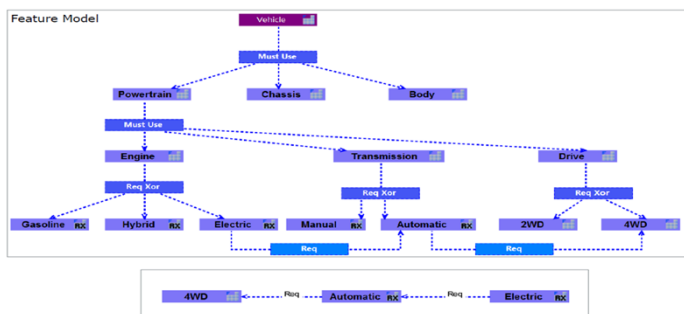 Feature Model
Vehicle
Must Use
Powertrain Chassis Body
Must Use
Engine Transmission Drive
Req Xor Req Xor Req Xor
Gasoline RX Hybrid RX Electric RX Manual RX Automatic RX 2WD 4WD
Req Req
4WD Req Automatic RX Req Electric RX